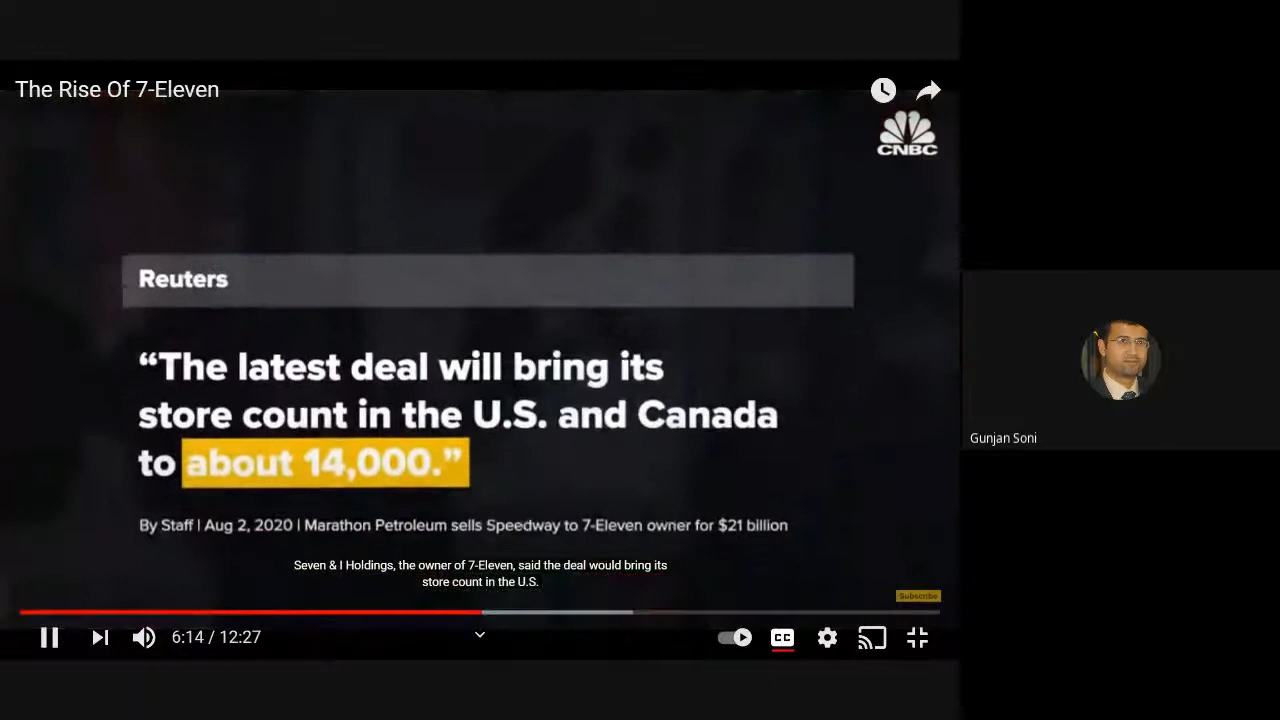 The Rise Of 7-Eleven
CNBC
Reuters
“The latest deal will bring its
store count in the U.S. and Canada
to about 14,000.”
By Staff | Aug 2, 2020 | Marathon Petroleum sells Speedway to 7-Eleven owner for $21 billion
Seven & I Holdings, the owner of 7-Eleven, said the deal would bring its
store count in the U.S.
Subscribe
6:14 / 12:27
CC
Gunjan Soni